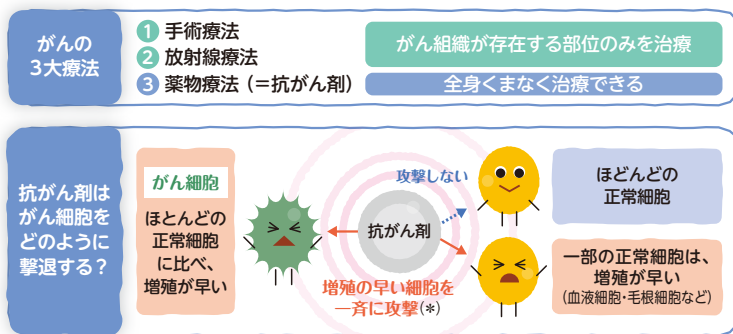 がんの
3大療法
1 手術療法
2 放射線療法
3 薬物療法（＝抗がん剤）
がん組織が存在する部位のみを治療
全身くまなく治療できる
抗がん剤は
がん細胞を
どのように
撃退する？
がん細胞
ほとんどの
正常細胞
に比べ、
増殖が早い
抗がん剤
攻撃しない
増殖の早い細胞を
一斉に攻撃(*)
ほどんどの
正常細胞
一部の正常細胞は、
増殖が早い
(血液細胞・毛根細胞など)